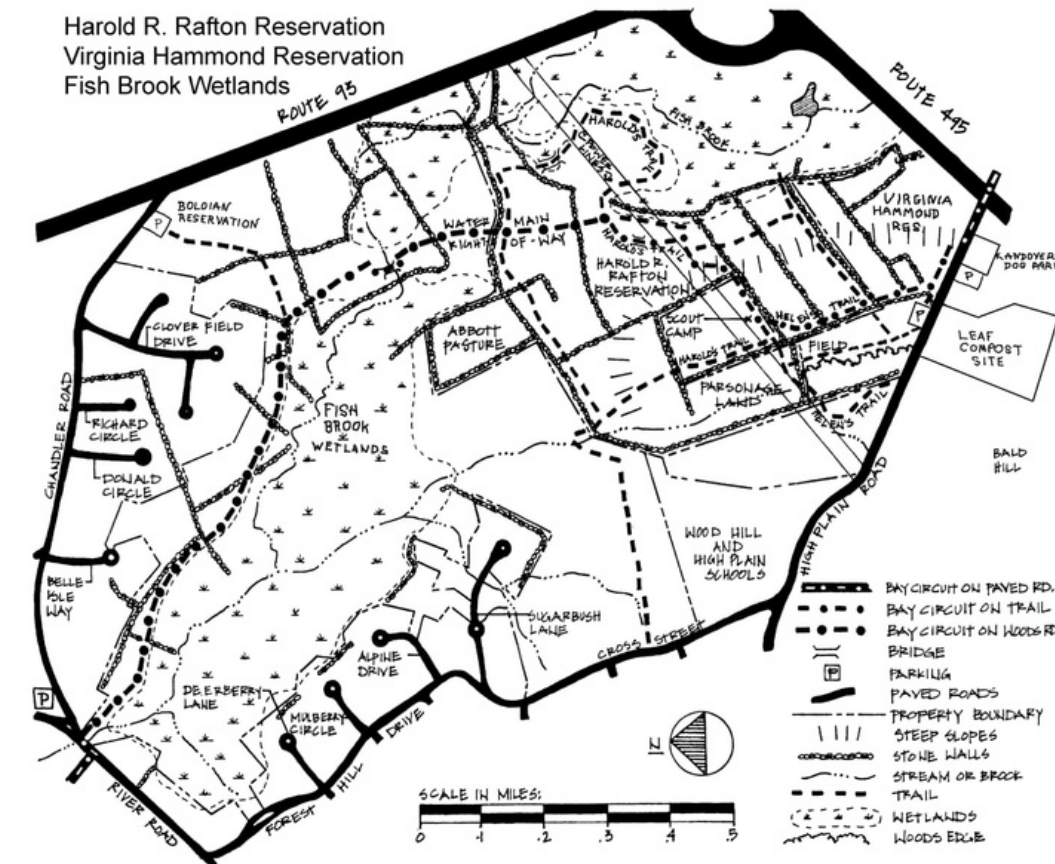 Harold R. Rafton Reservation
Virginia Hammond Reservation
Fish Brook Wetlands
ROUTE 93
ROUTE 495
BOLOIAN
RESERVATION
P
HAROLD'S
TRAIL
FISH BROOK
WATER MAIN
RIGHT-OF-WAY
HAROLD'S TRAIL
HAROLD R.
RAFTON
RESERVATION
VIRGINIA
HAMMOND
RES.
DOG PARK
P
P
LEAF
COMPOST
SITE
CLOVER FIELD
DRIVE
ABBOTT
PASTURE
SCOUT
CAMP
HELEN'S TRAIL
HAROLD'S TRAIL
FIELD
PARSONAGE
LAND
HELEN'S TRAIL
CHANDLER ROAD
RICHARD
CIRCLE
DONALD
CIRCLE
FISH
BROOK
WETLANDS
BALD
HILL
HIGH PLAIN ROAD
WOOD HILL
AND
HIGH PLAIN
SCHOOLS
BELLE
ISLE
WAY
SUGARBUSH
LANE
CROSS STREET
ALPINE
DRIVE
DEERBERRY
LANE
MULBERRY
CIRCLE
P
RIVER ROAD
FOREST HILL DRIVE
N
SCALE IN MILES:
0 .1 .2 .3 .4 .5
BAY CIRCUIT ON PAVED RD.
BAY CIRCUIT ON TRAIL
BAY CIRCUIT ON WOODS RD
BRIDGE
P PARKING
PAVED ROADS
PROPERTY BOUNDARY
STEEP SLOPES
STONE WALLS
STREAM OR BROOK
TRAIL
WETLANDS
WOODS EDGE